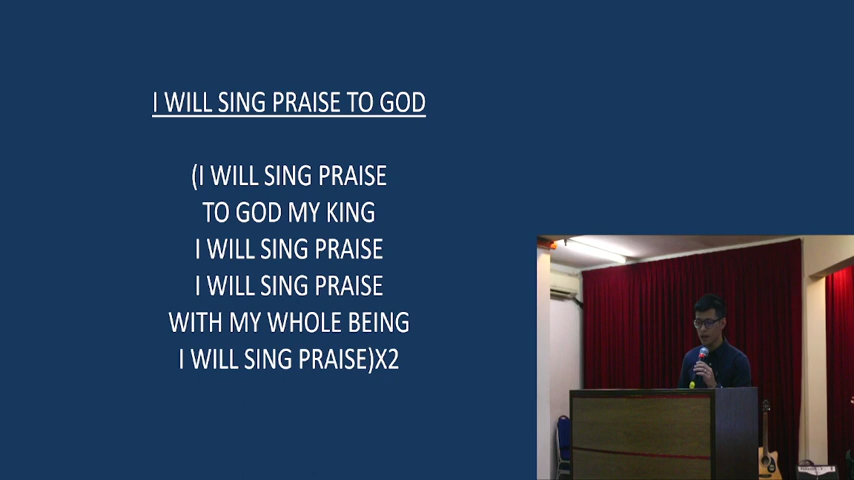 I WILL SING PRAISE TO GOD
(I WILL SING PRAISE
TO GOD MY KING
I WILL SING PRAISE
I WILL SING PRAISE
WITH MY WHOLE BEING
I WILL SING PRAISE)X2